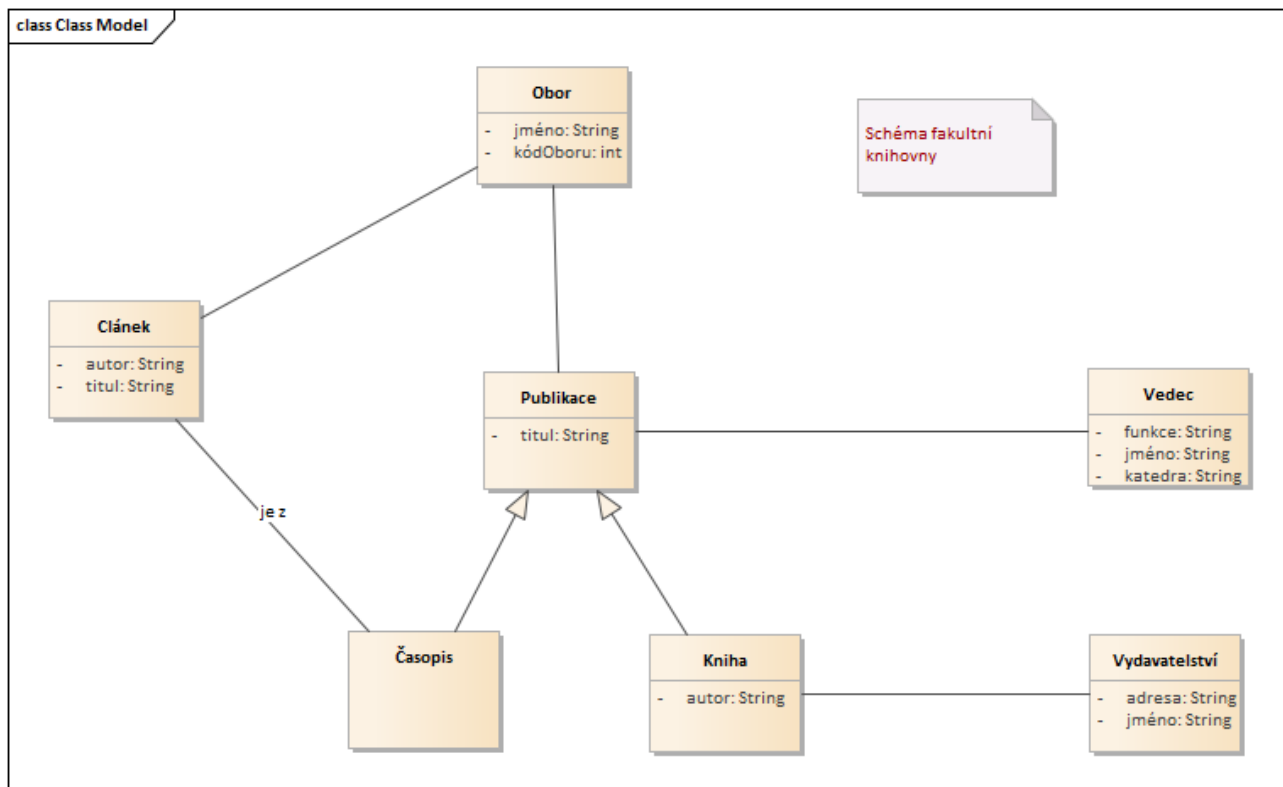 class Class Model
Obor
- jméno: String
- kódOboru: int
Schéma fakultní
knihovny
Clánek
- autor: String
- titul: String
Publikace
- titul: String
Vedec
- funkce: String
- jméno: String
- katedra: String
je z
Časopis
Kniha
- autor: String
Vydavatelství
- adresa: String
- jméno: String